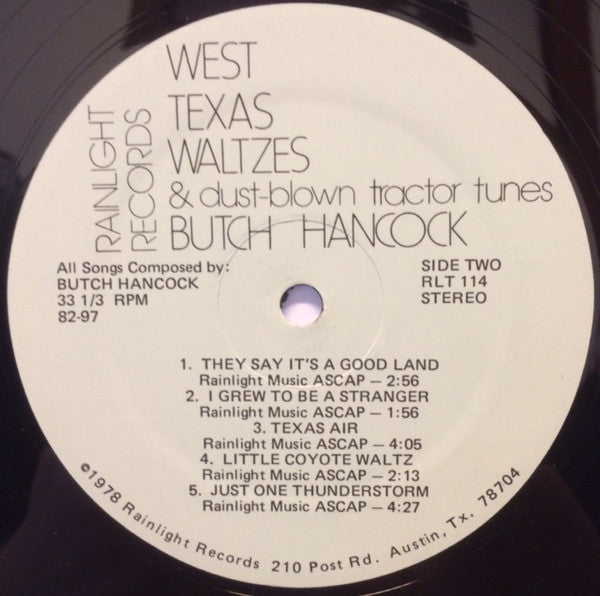 RAINLIGHT
RECORDS
WEST
TEXAS
WALTZES
& dust-blown tractor tunes
BUTCH HANCOCK
All Songs Composed by:
BUTCH HANCOCK
33 1/3 RPM
82-97
SIDE TWO
RLT 114
STEREO
1. THEY SAY IT'S A GOOD LAND
Rainlight Music ASCAP — 2:56
2. I GREW TO BE A STRANGER
Rainlight Music ASCAP — 1:56
3. TEXAS AIR
Rainlight Music ASCAP — 4:05
4. LITTLE COYOTE WALTZ
Rainlight Music ASCAP — 2:13
5. JUST ONE THUNDERSTORM
Rainlight Music ASCAP — 4:27
©1978 Rainlight Records 210 Post Rd. Austin, Tx. 78704